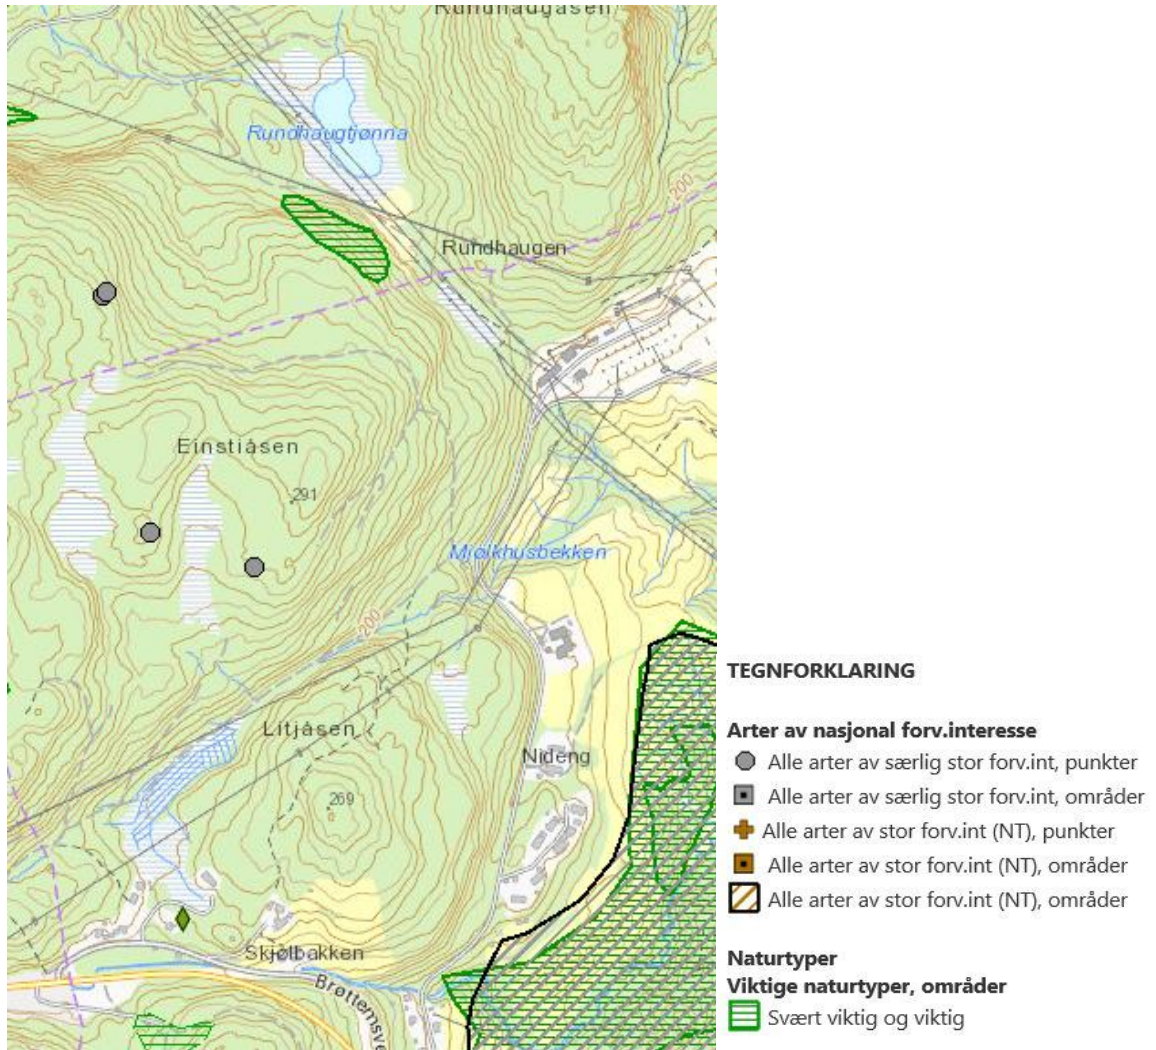 Rundhaugåsen
Rundhaugtjønna
200
Rundhaugen
Einstiåsen
291
Mjølkhusbekken
200
Litjåsen
Nideng
269
Skjølbakken
Brøttemsve
TEGNFORKLARING
Arter av nasjonal forv.interesse
Alle arter av særlig stor forv.int, punkter
Alle arter av særlig stor forv.int, områder
Alle arter av stor forv.int (NT), punkter
Alle arter av stor forv.int (NT), områder
Alle arter av stor forv.int (NT), områder
Naturtyper
Viktige naturtyper, områder
Svært viktig og viktig